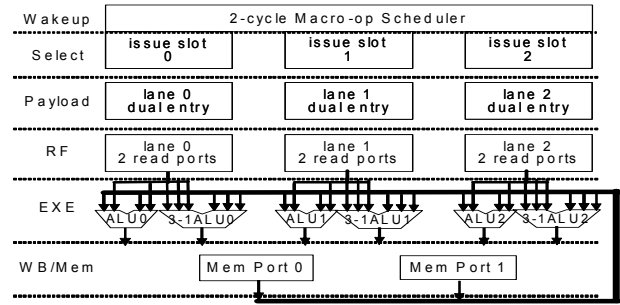 Wakeup 2-cycle Macro-op Scheduler
Select issue slot 0 issue slot 1 issue slot 2
Payload lane 0 dual entry lane 1 dual entry lane 2 dual entry
RF lane 0 2 read ports lane 1 2 read ports lane 2 2 read ports
EXE ALU0 3-1ALU0 ALU1 3-1ALU1 ALU2 3-1ALU2
WB/Mem Mem Port 0 Mem Port 1